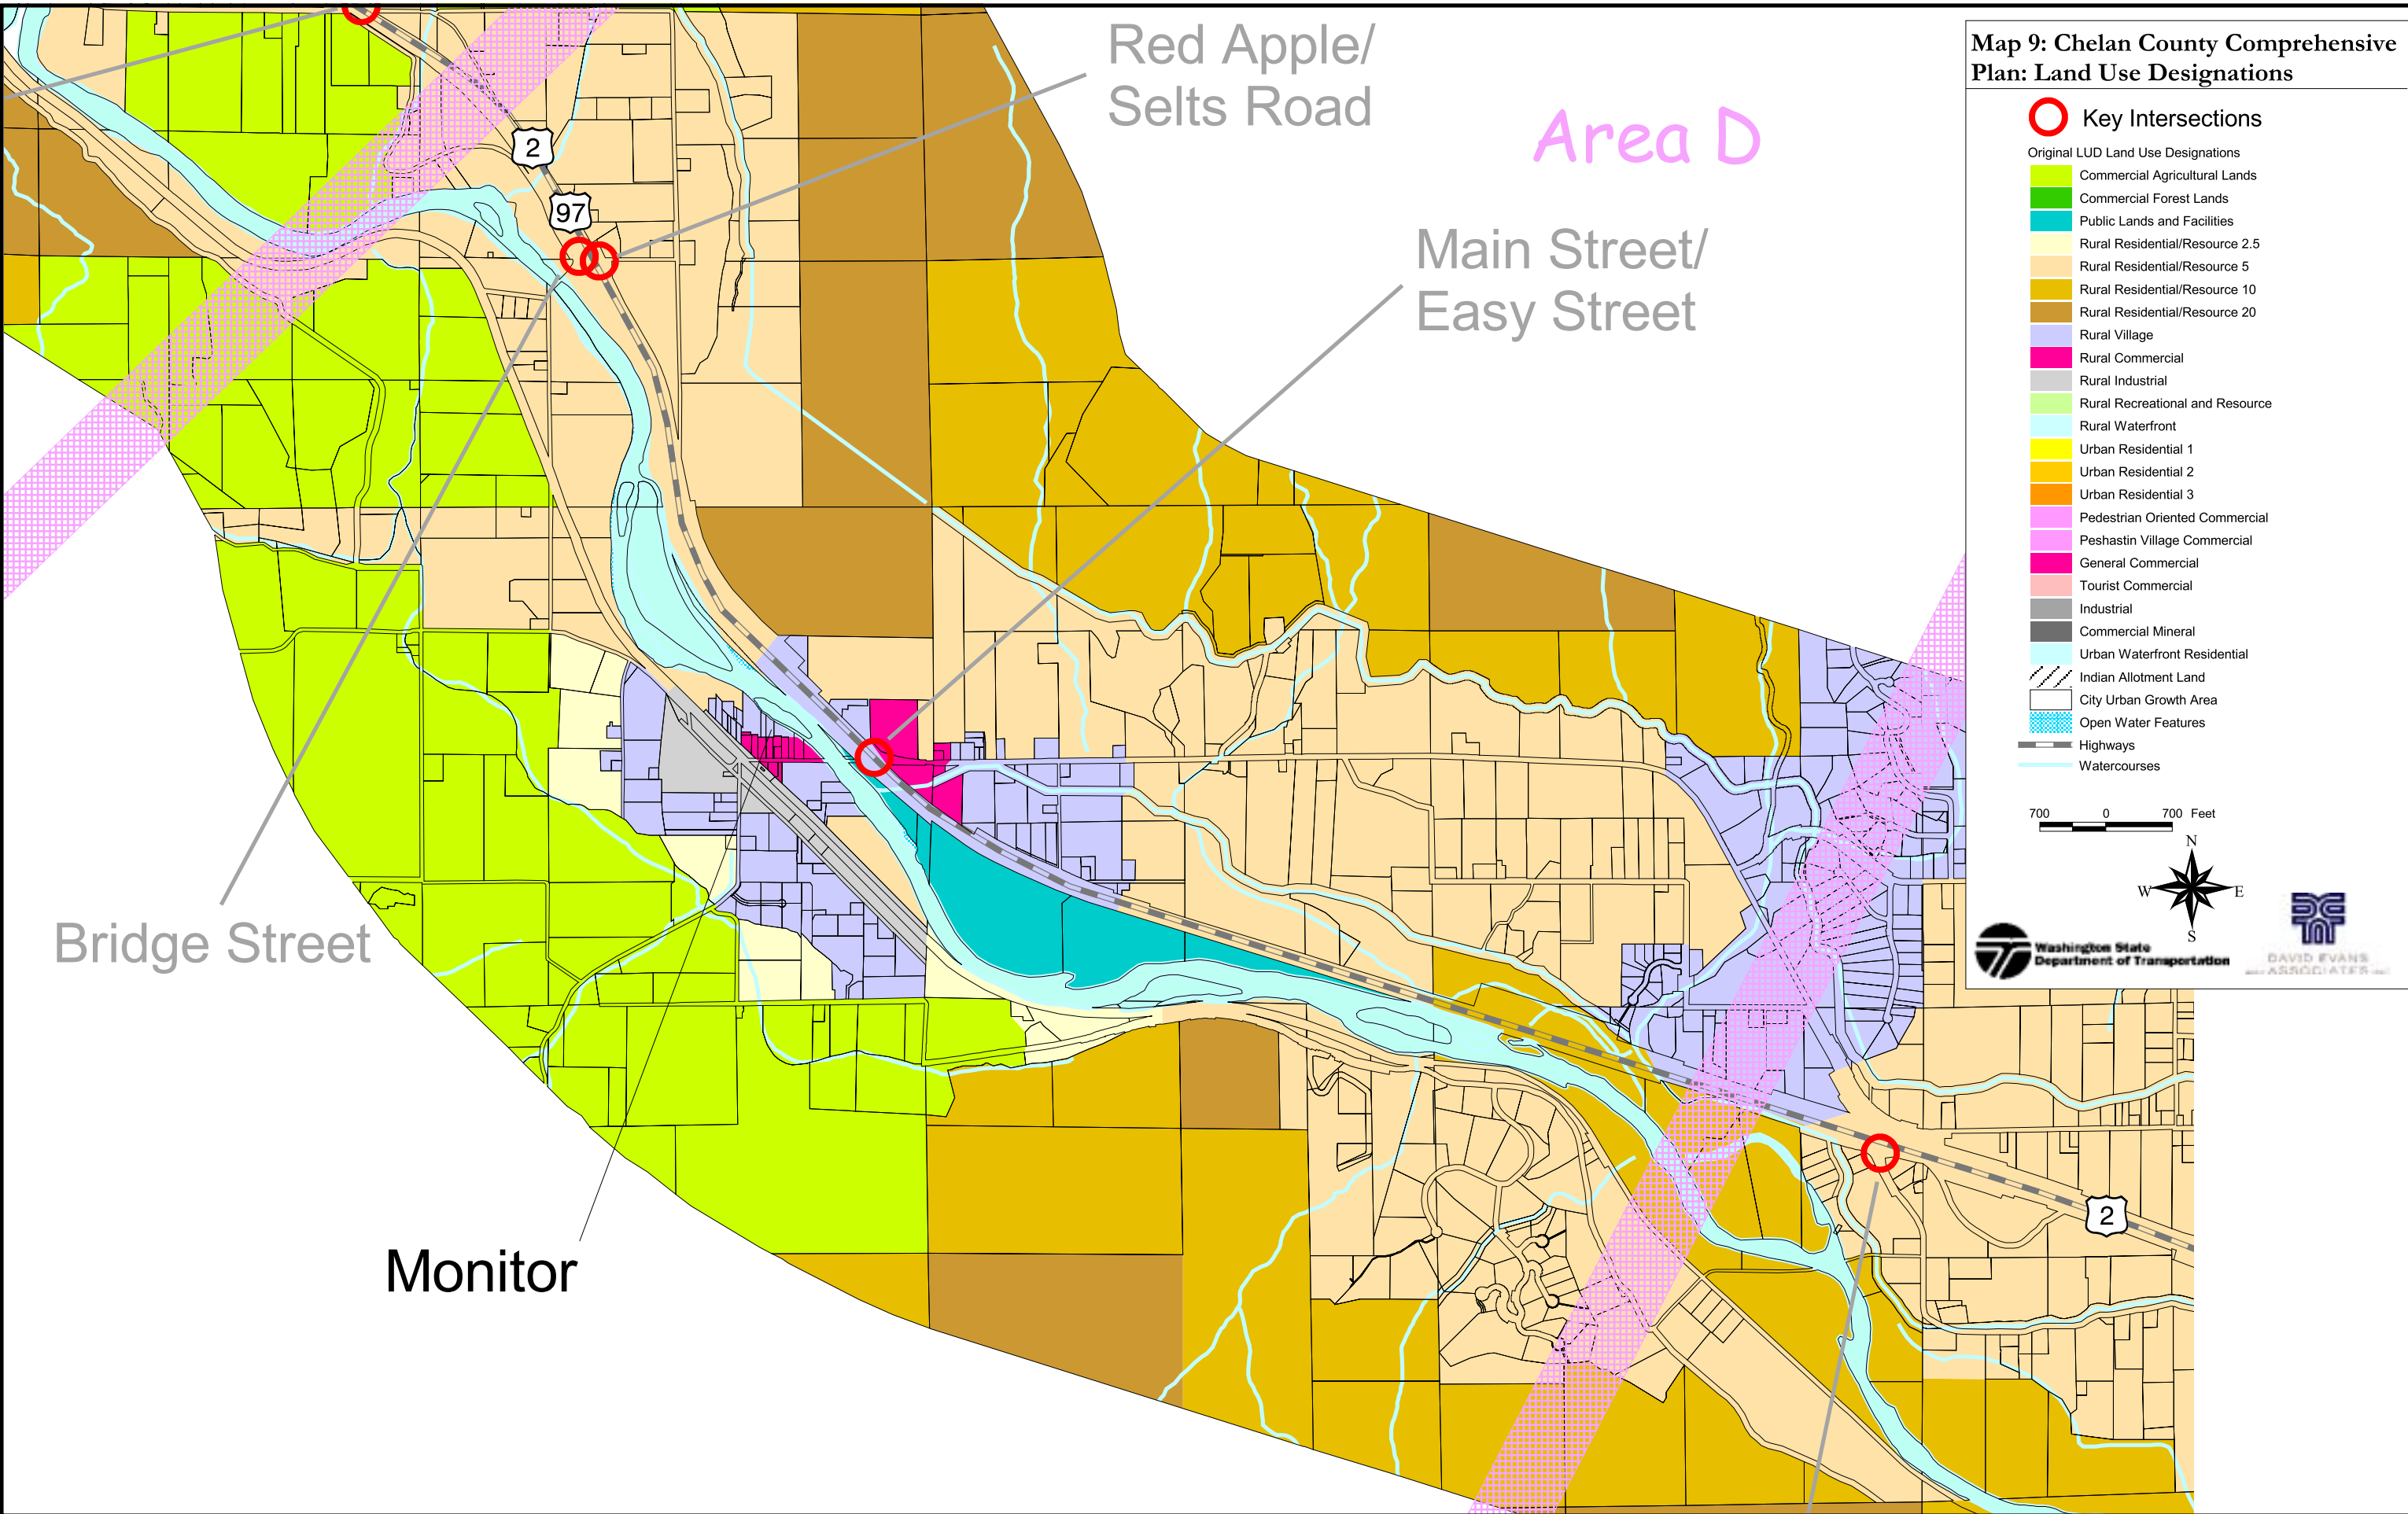 Red Apple/
Selts Road
Area D
Main Street/
Easy Street
2
97
Bridge Street
Monitor
2
Map 9: Chelan County Comprehensive
Plan: Land Use Designations
Key Intersections
Original LUD Land Use Designations
Commercial Agricultural Lands
Commercial Forest Lands
Public Lands and Facilities
Rural Residential/Resource 2.5
Rural Residential/Resource 5
Rural Residential/Resource 10
Rural Residential/Resource 20
Rural Village
Rural Commercial
Rural Industrial
Rural Recreational and Resource
Rural Waterfront
Urban Residential 1
Urban Residential 2
Urban Residential 3
Pedestrian Oriented Commercial
Peshastin Village Commercial
General Commercial
Tourist Commercial
Industrial
Commercial Mineral
Urban Waterfront Residential
Indian Allotment Land
City Urban Growth Area
Open Water Features
Highways
Watercourses
700 0 700 Feet
N
W E
S
Washington State
Department of Transportation
DAVID EVANS
ASSOCIATES